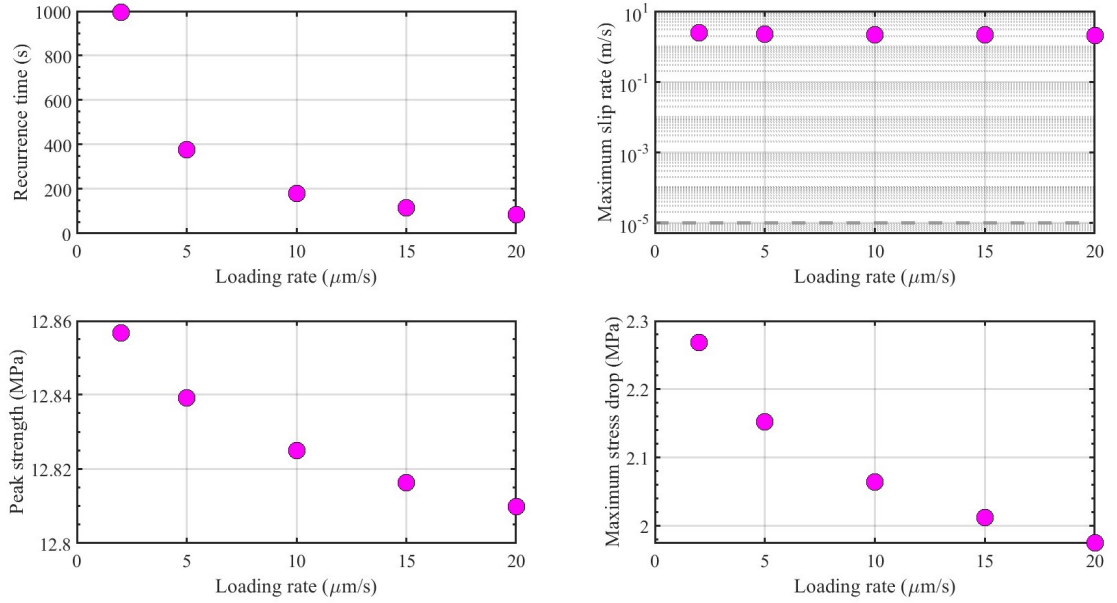 Recurrence time (s)
1000
800
600
400
200
0
0 5 10 15 20
Loading rate (μm/s)
Maximum slip rate (m/s)
10^1
10^-1
10^-3
10^-5
0 5 10 15 20
Loading rate (μm/s)
Peak strength (MPa)
12.86
12.84
12.82
12.8
0 5 10 15 20
Loading rate (μm/s)
Maximum stress drop (MPa)
2.3
2.2
2.1
2
0 5 10 15 20
Loading rate (μm/s)